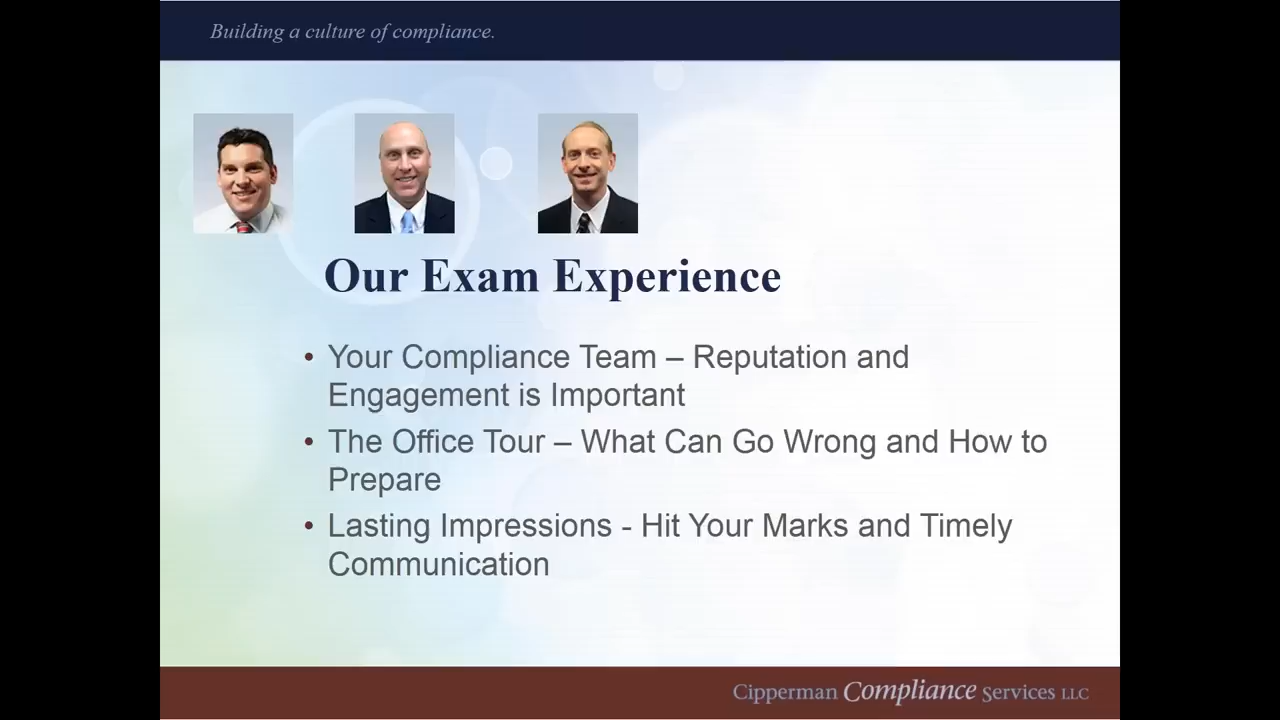 Building a culture of compliance.
Our Exam Experience
• Your Compliance Team – Reputation and
Engagement is Important
• The Office Tour – What Can Go Wrong and How to
Prepare
• Lasting Impressions - Hit Your Marks and Timely
Communication
Cipperman Compliance Services LLC